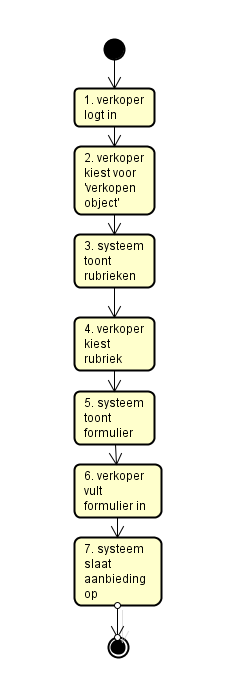 1. verkoper
logt in
2. verkoper
kiest voor
'verkopen
object'
3. systeem
toont
rubrieken
4. verkoper
kiest
rubriek
5. systeem
toont
formulier
6. verkoper
vult
formulier in
7. systeem
slaat
aanbieding
op